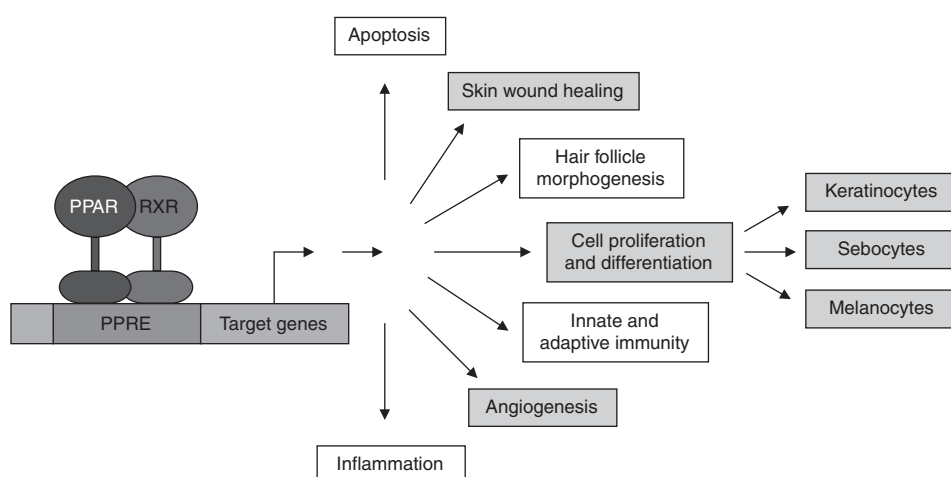 Apoptosis
Skin wound healing
Hair follicle
morphogenesis
PPAR RXR
Keratinocytes
Cell proliferation
and differentiation
Sebocytes
Melanocytes
PPRE Target genes
Innate and
adaptive immunity
Angiogenesis
Inflammation